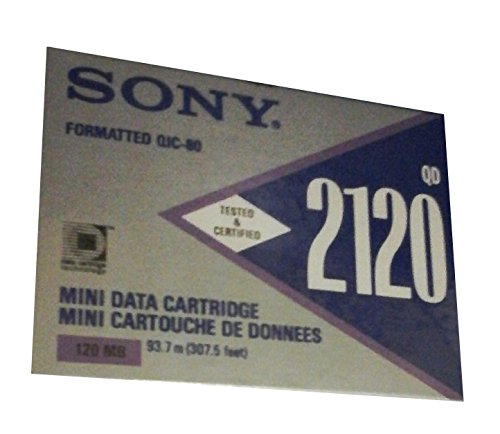 SONY®
FORMATTED QIC-80
QD
2120
TESTED
&
CERTIFIED
MINI DATA CARTRIDGE
MINI CARTOUCHE DE DONNEES
120 MB 93.7 m (307.5 feet)